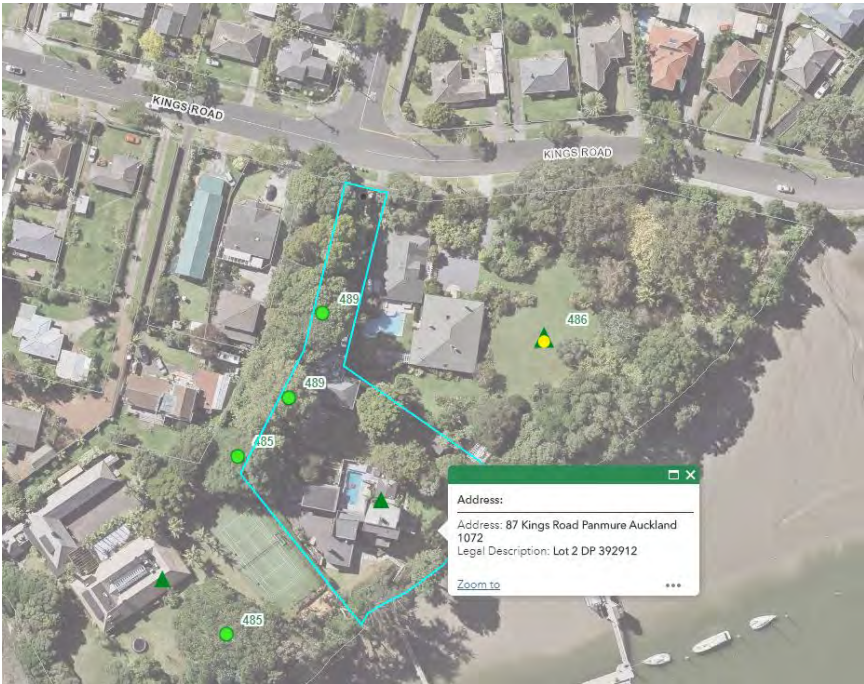 KINGS ROAD
KINGS ROAD
489
486
489
485
Address:
Address: 87 Kings Road Panmure Auckland
1072
Legal Description: Lot 2 DP 392912
Zoom to
485